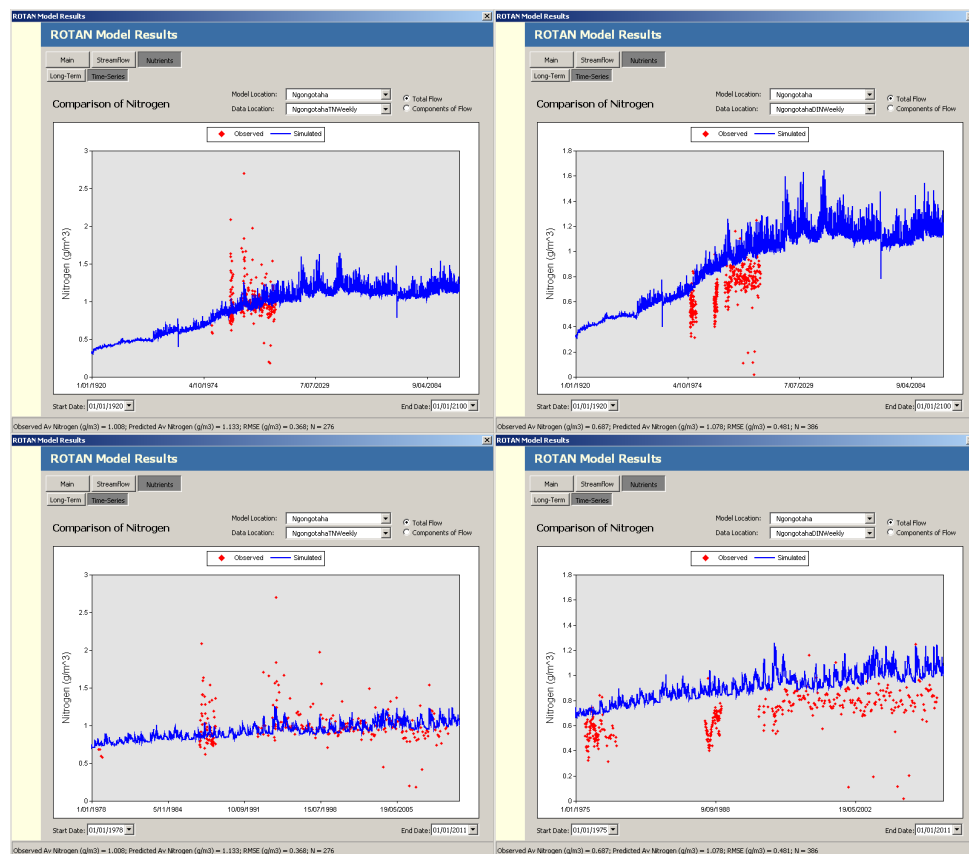 ROTAN Model Results
ROTAN Model Results
Main Streamflow Nutrients
Long-Term Time-Series
Comparison of Nitrogen
Model Location: Ngongotaha
Data Location: NgongotahaTNWeekly
Total Flow
Components of Flow
Observed Simulated
Nitrogen (g/m^3)
3
2.5
2
1.5
1
0.5
0
1/01/1920 4/10/1974 7/07/2029 9/04/2084
Start Date: 01/01/1920 End Date: 01/01/2100
Observed Av Nitrogen (g/m3) = 1.008; Predicted Av Nitrogen (g/m3) = 1.133; RMSE (g/m3) = 0.368; N = 276
ROTAN Model Results
ROTAN Model Results
Main Streamflow Nutrients
Long-Term Time-Series
Comparison of Nitrogen
Model Location: Ngongotaha
Data Location: NgongotahaDINWeekly
Total Flow
Components of Flow
Observed Simulated
Nitrogen (g/m^3)
1.8
1.6
1.4
1.2
1
0.8
0.6
0.4
0.2
0
1/01/1920 4/10/1974 7/07/2029 9/04/2084
Start Date: 01/01/1920 End Date: 01/01/2100
Observed Av Nitrogen (g/m3) = 0.687; Predicted Av Nitrogen (g/m3) = 1.078; RMSE (g/m3) = 0.481; N = 386
ROTAN Model Results
ROTAN Model Results
Main Streamflow Nutrients
Long-Term Time-Series
Comparison of Nitrogen
Model Location: Ngongotaha
Data Location: NgongotahaTNWeekly
Total Flow
Components of Flow
Observed Simulated
Nitrogen (g/m^3)
3
2.5
2
1.5
1
0.5
0
1/01/1978 5/11/1984 10/09/1991 15/07/1998 19/05/2005
Start Date: 01/01/1978 End Date: 01/01/2011
Observed Av Nitrogen (g/m3) = 1.008; Predicted Av Nitrogen (g/m3) = 1.133; RMSE (g/m3) = 0.368; N = 276
ROTAN Model Results
ROTAN Model Results
Main Streamflow Nutrients
Long-Term Time-Series
Comparison of Nitrogen
Model Location: Ngongotaha
Data Location: NgongotahaDINWeekly
Total Flow
Components of Flow
Observed Simulated
Nitrogen (g/m^3)
1.8
1.6
1.4
1.2
1
0.8
0.6
0.4
0.2
0
1/01/1975 9/09/1988 19/05/2002
Start Date: 01/01/1975 End Date: 01/01/2011
Observed Av Nitrogen (g/m3) = 0.687; Predicted Av Nitrogen (g/m3) = 1.078; RMSE (g/m3) = 0.481; N = 386